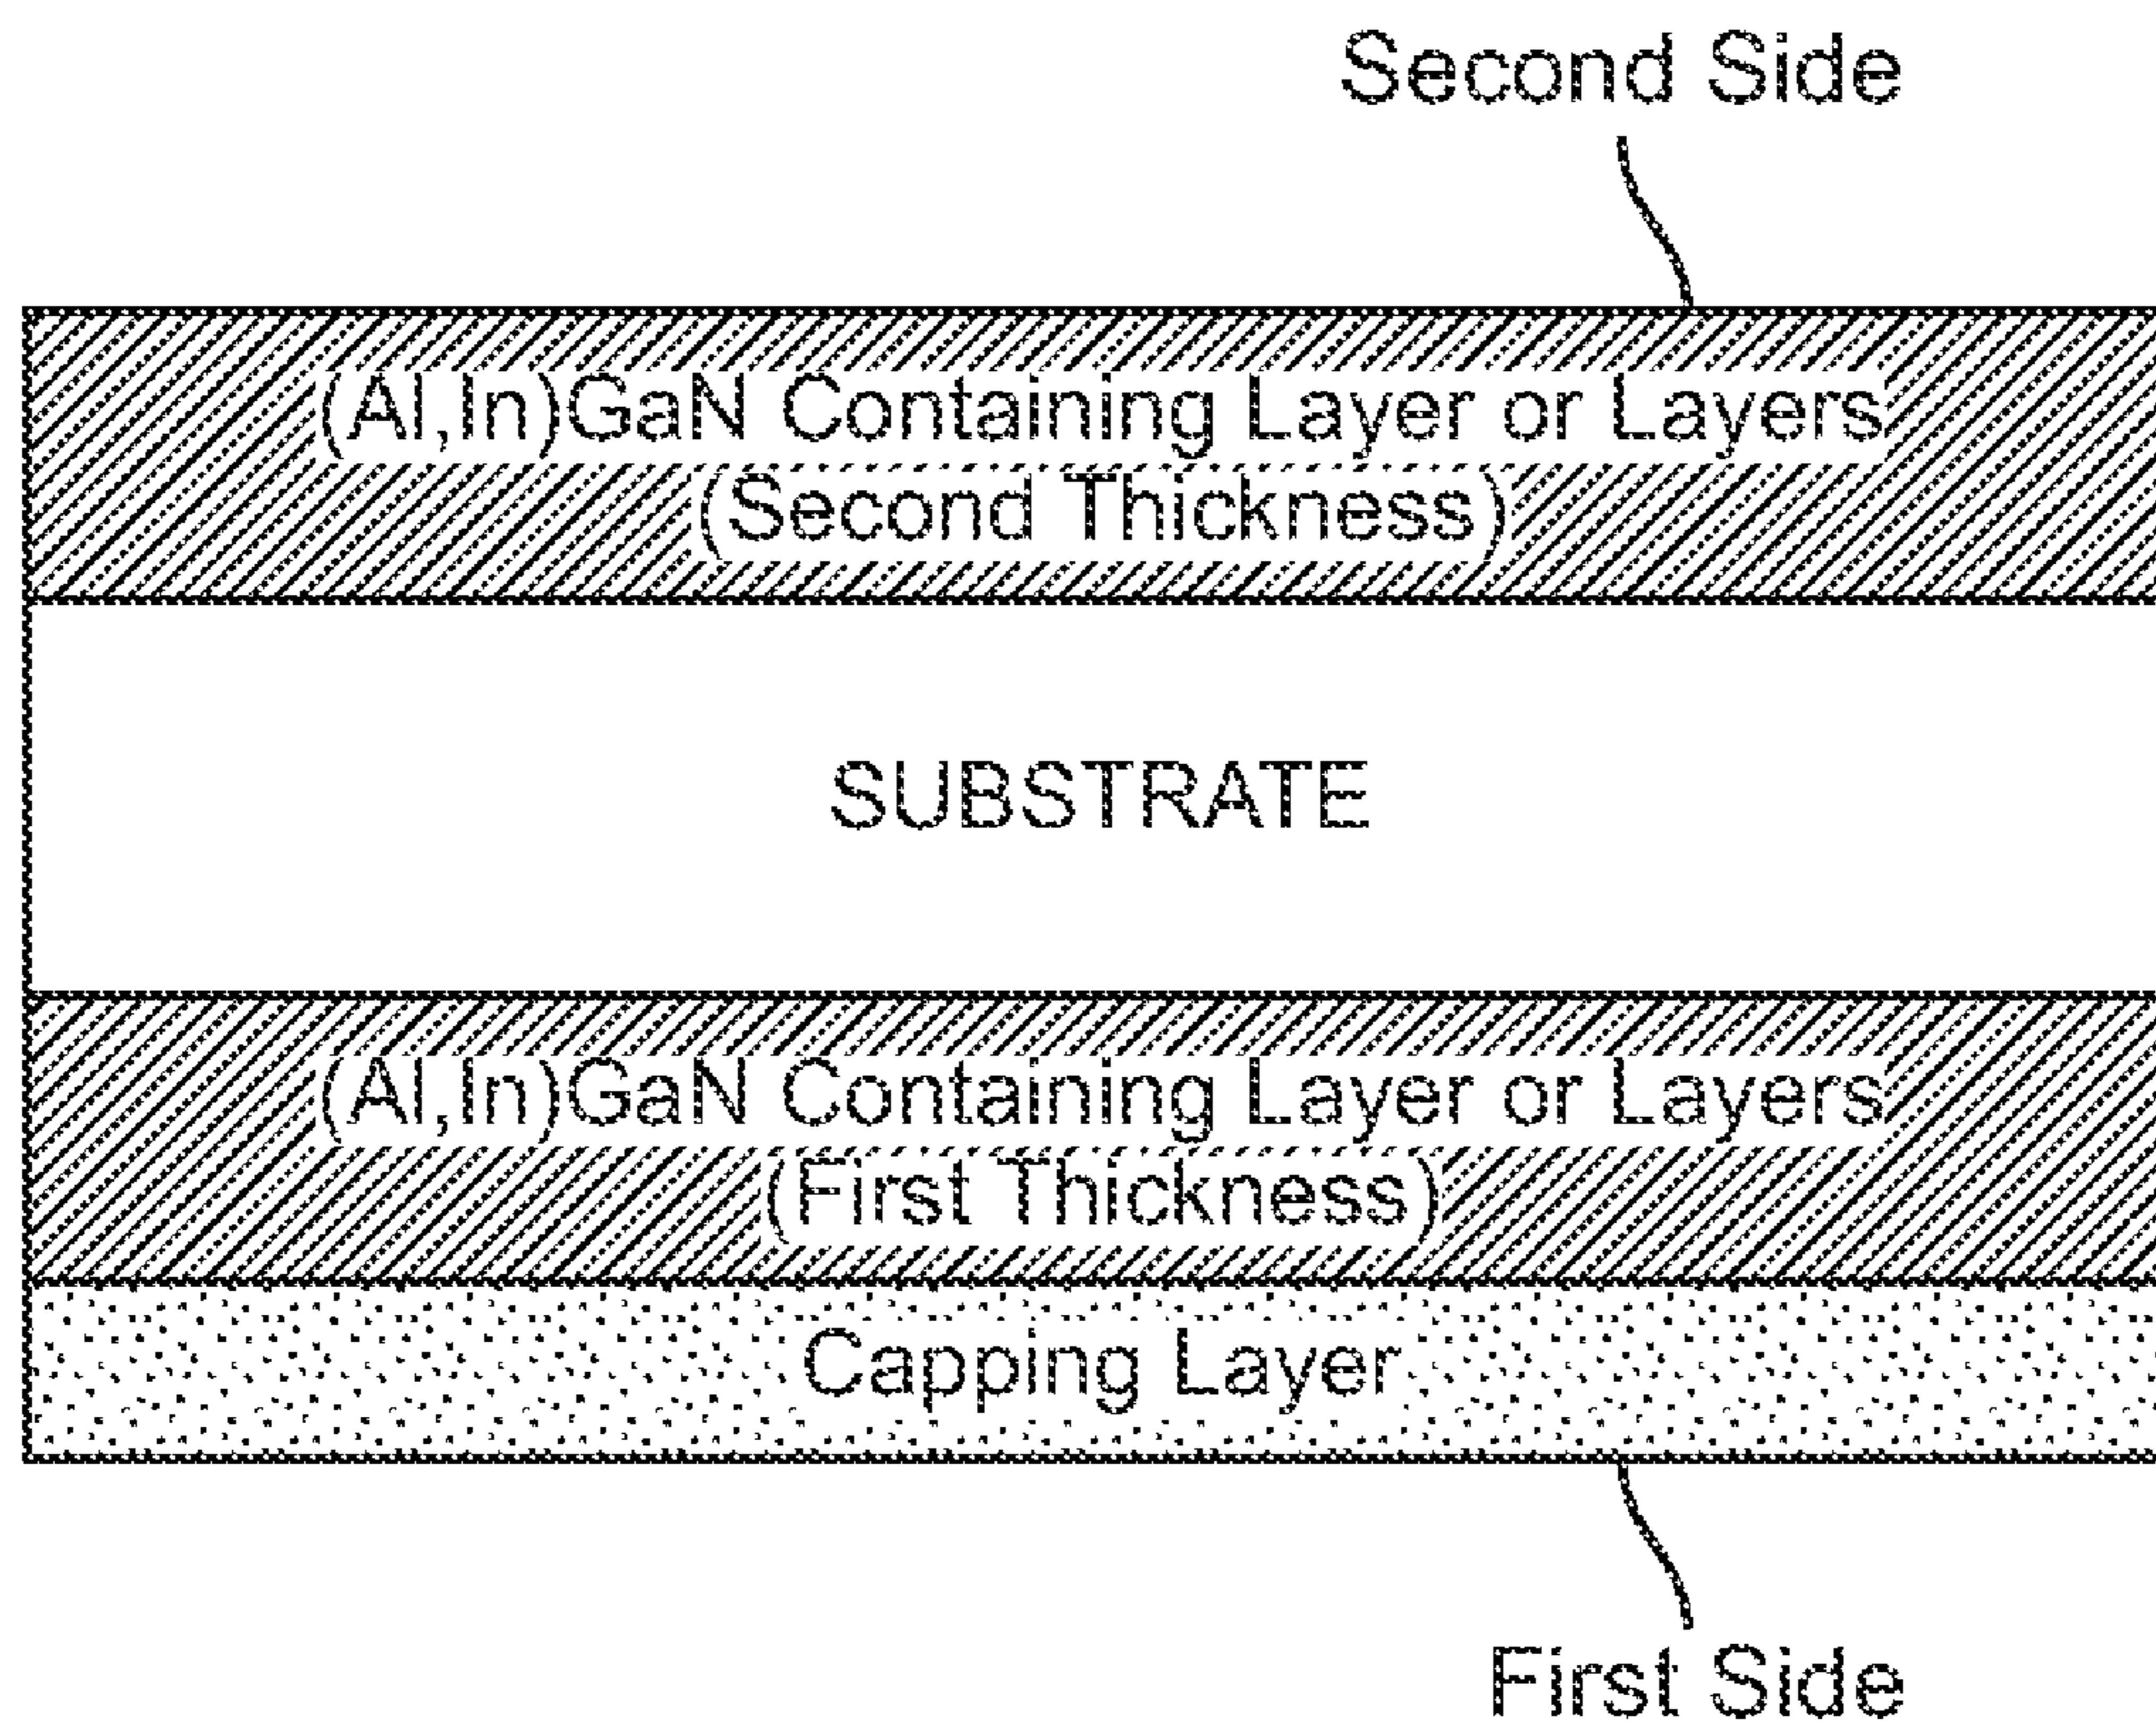 Second Side
(Al,In)GaN Containing Layer or Layers
(Second Thickness)
SUBSTRATE
(Al,In)GaN Containing Layer or Layers
(First Thickness)
Capping Layer
First Side